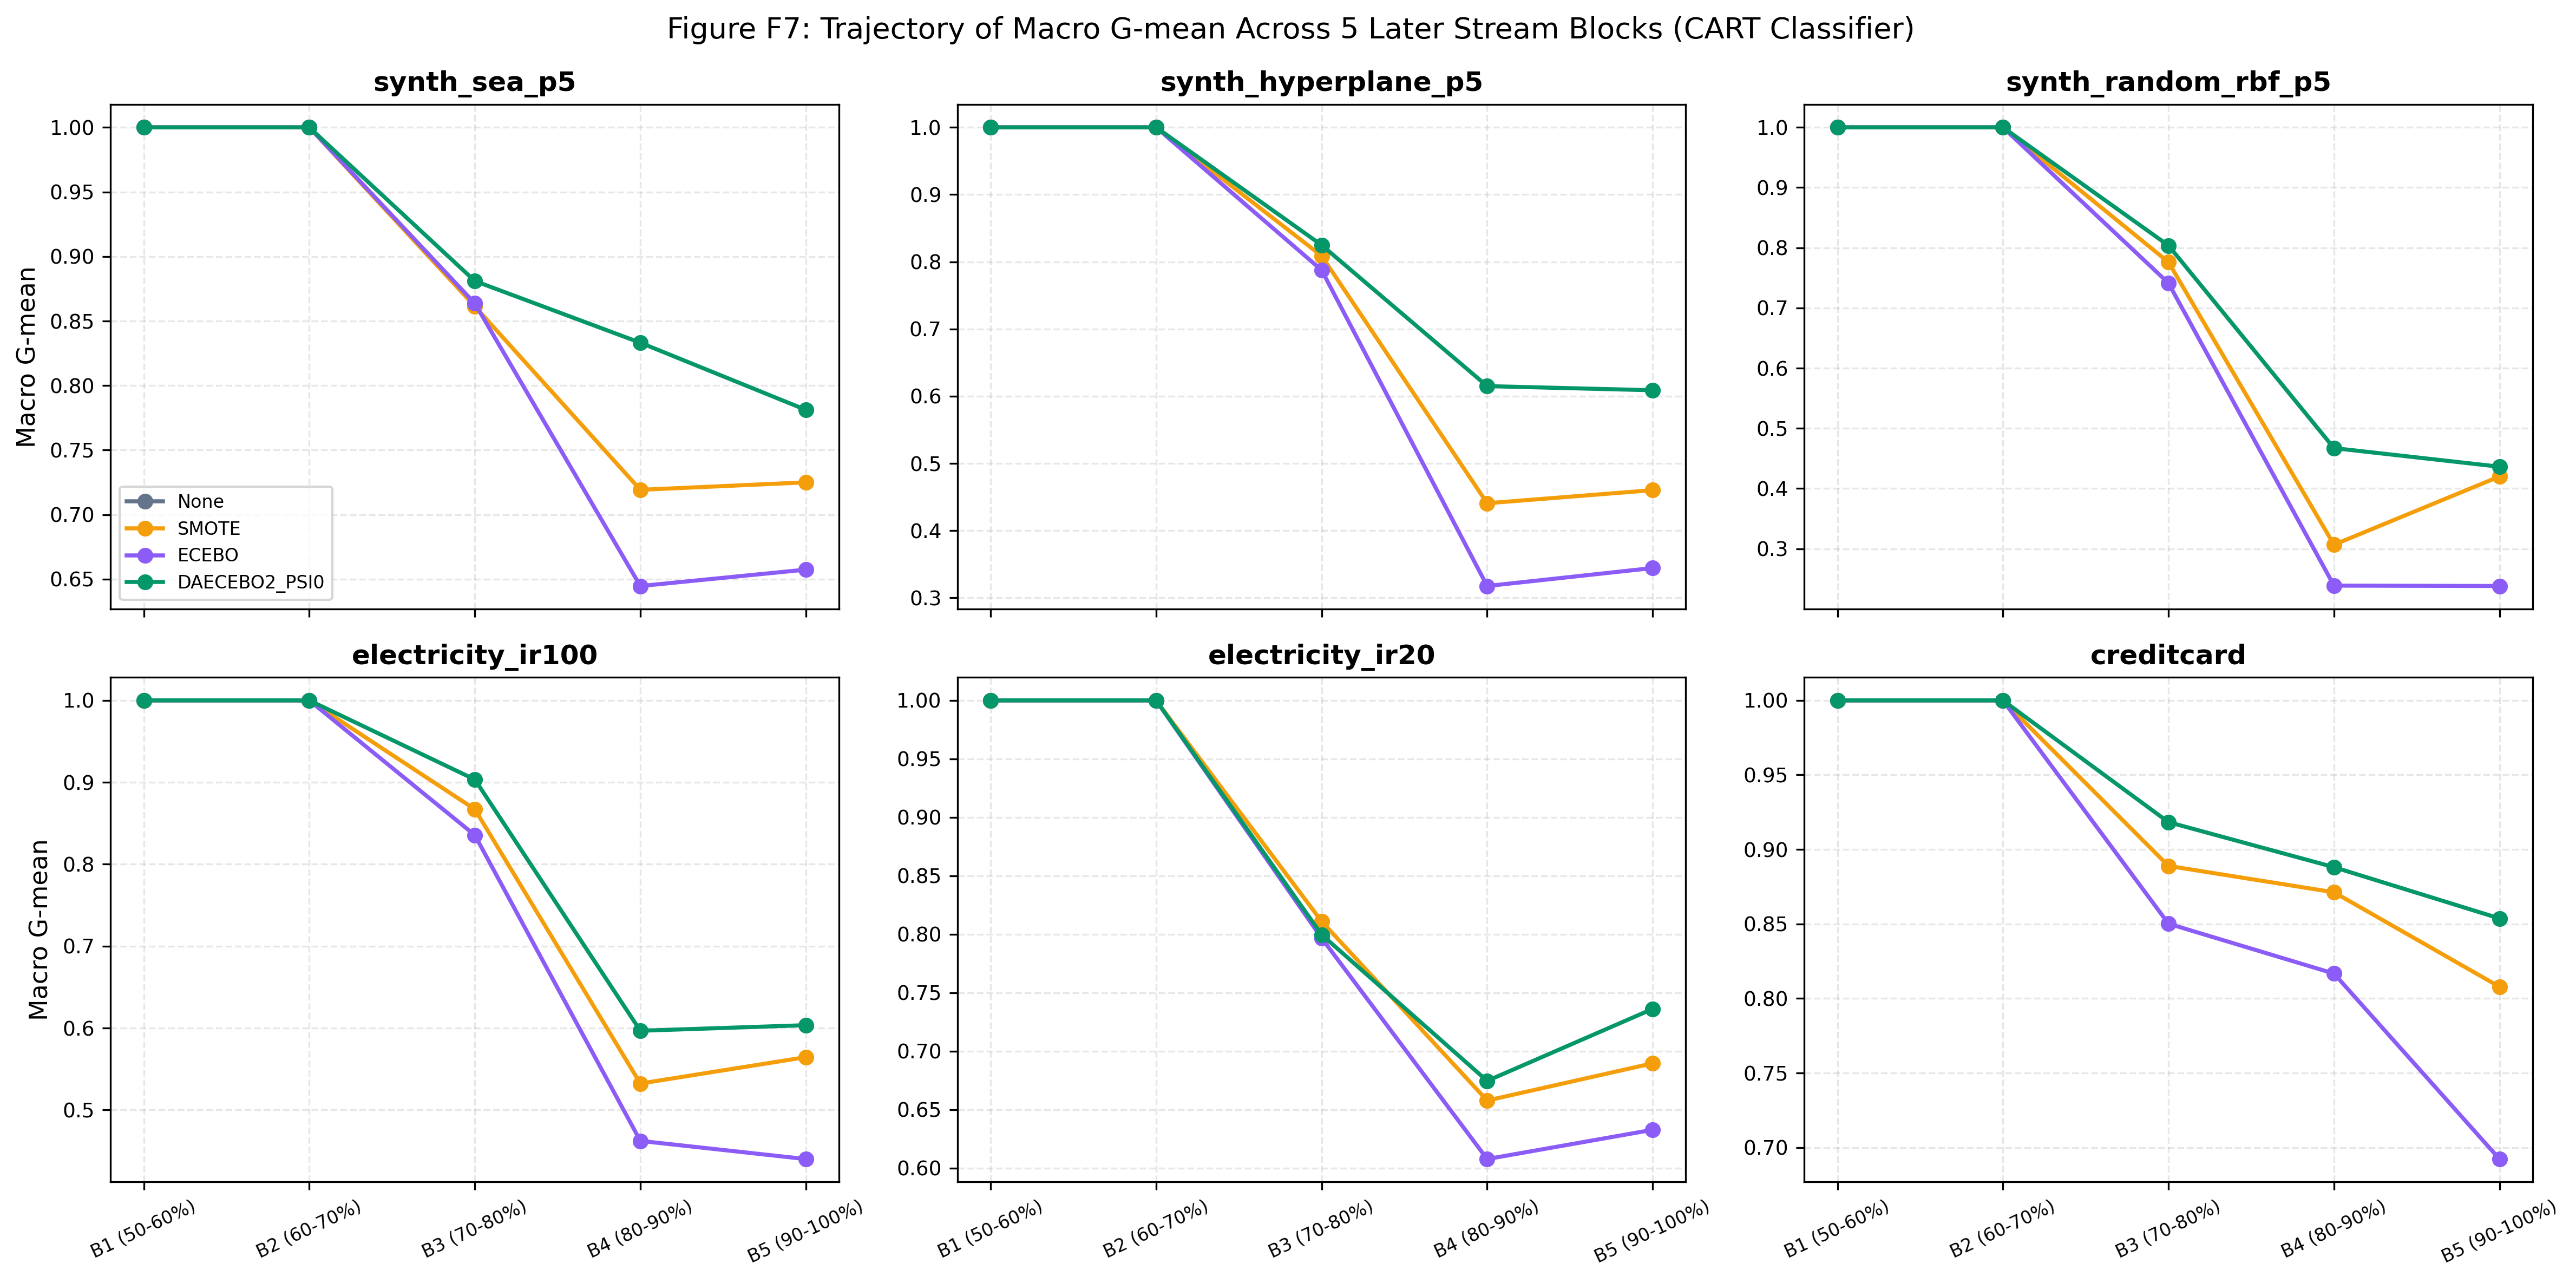 Figure F7: Trajectory of Macro G-mean Across 5 Later Stream Blocks (CART Classifier)
synth_sea_p5
synth_hyperplane_p5
synth_random_rbf_p5
Macro G-mean
1.00
0.95
0.90
0.85
0.80
0.75
0.70
0.65
None
SMOTE
ECEBO
DAECEBO2_PSI0
1.0
0.9
0.8
0.7
0.6
0.5
0.4
0.3
1.0
0.9
0.8
0.7
0.6
0.5
0.4
0.3
electricity_ir100
electricity_ir20
creditcard
Macro G-mean
1.0
0.9
0.8
0.7
0.6
0.5
1.00
0.95
0.90
0.85
0.80
0.75
0.70
0.65
0.60
1.00
0.95
0.90
0.85
0.80
0.75
0.70
B1 (50-60%)
B2 (60-70%)
B3 (70-80%)
B4 (80-90%)
B5 (90-100%)
B1 (50-60%)
B2 (60-70%)
B3 (70-80%)
B4 (80-90%)
B5 (90-100%)
B1 (50-60%)
B2 (60-70%)
B3 (70-80%)
B4 (80-90%)
B5 (90-100%)